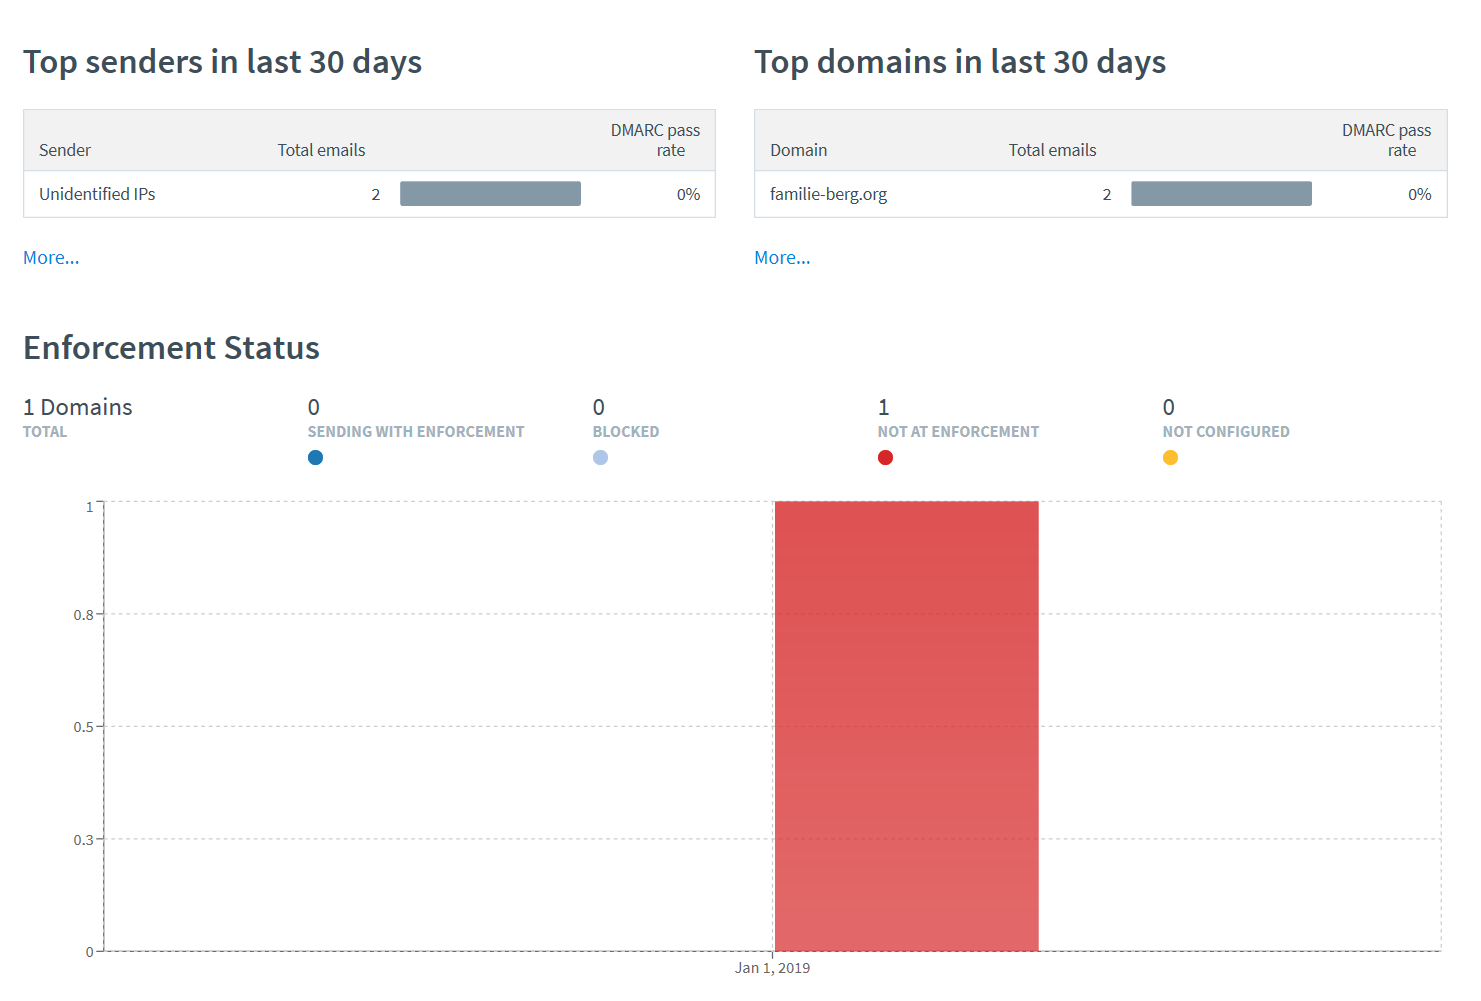 Top senders in last 30 days
Sender Total emails DMARC pass rate
Unidentified IPs 2 0%
More...
Top domains in last 30 days
Domain Total emails DMARC pass rate
familie-berg.org 2 0%
More...
Enforcement Status
1 Domains
TOTAL
0
SENDING WITH ENFORCEMENT
0
BLOCKED
1
NOT AT ENFORCEMENT
0
NOT CONFIGURED
1
0.8
0.5
0.3
0
Jan 1, 2019